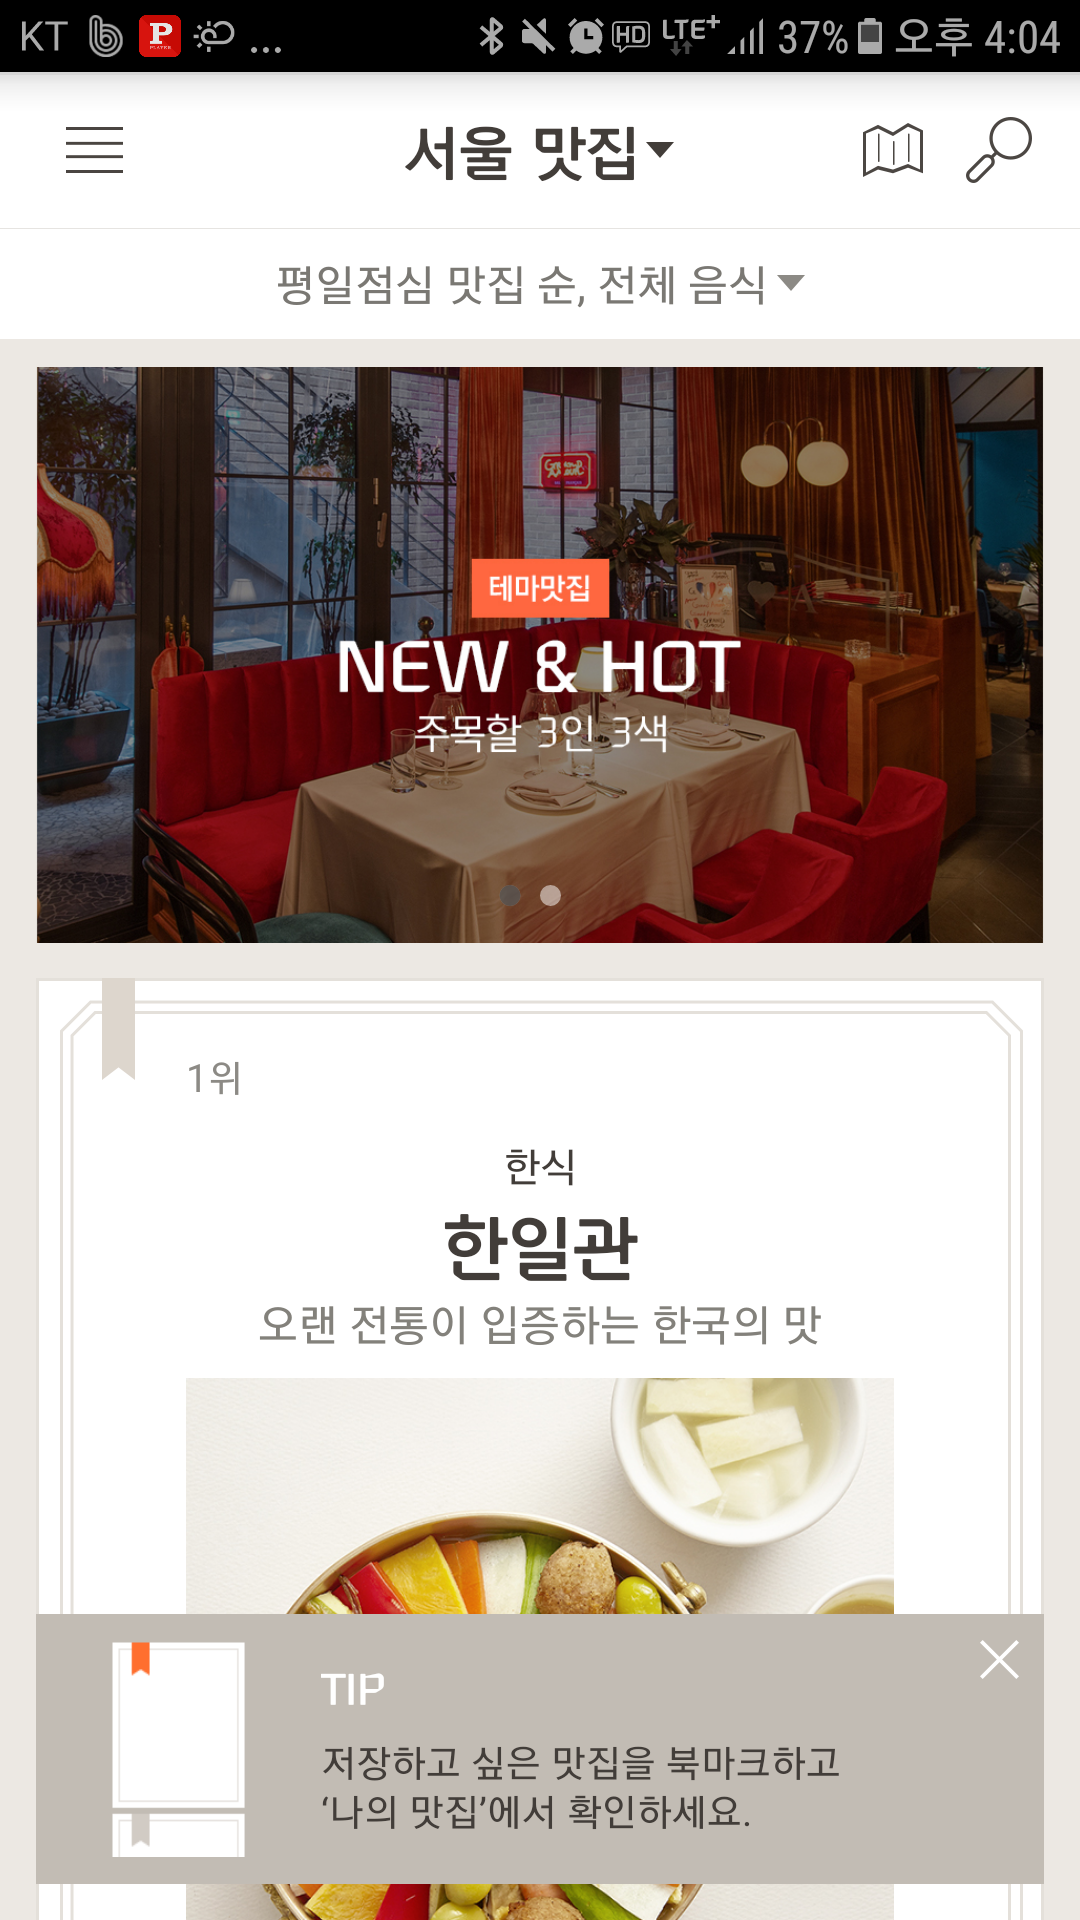 KT P PLAYER ... HD LTE+ 37% 오후 4:04
서울 맛집
평일점심 맛집 순, 전체 음식
테마맛집
NEW & HOT
주목할 3인 3색
1위
한식
한일관
오랜 전통이 입증하는 한국의 맛
TIP
저장하고 싶은 맛집을 북마크하고
‘나의 맛집’에서 확인하세요.